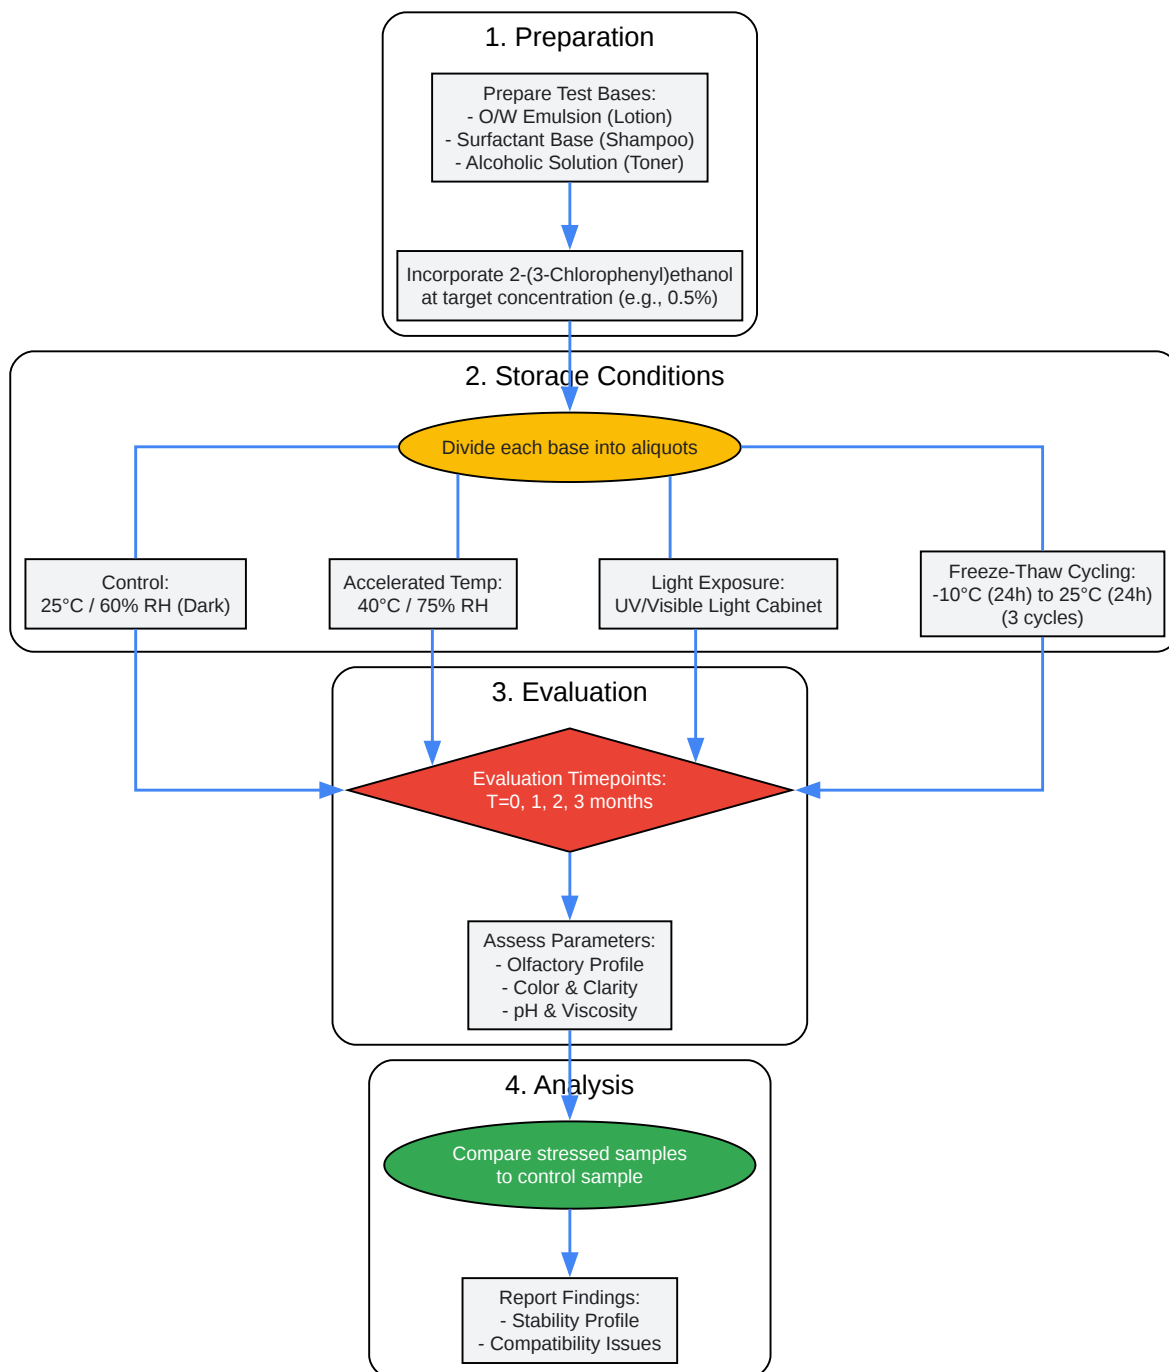 1. Preparation
Prepare Test Bases:
- O/W Emulsion (Lotion)
- Surfactant Base (Shampoo)
- Alcoholic Solution (Toner)
Incorporate 2-(3-Chlorophenyl)ethanol
at target concentration (e.g., 0.5%)
2. Storage Conditions
Divide each base into aliquots
Control:
25°C / 60% RH (Dark)
Accelerated Temp:
40°C / 75% RH
Light Exposure:
UV/Visible Light Cabinet
Freeze-Thaw Cycling:
-10°C (24h) to 25°C (24h)
(3 cycles)
3. Evaluation
Evaluation Timepoints:
T=0, 1, 2, 3 months
Assess Parameters:
- Olfactory Profile
- Color & Clarity
- pH & Viscosity
4. Analysis
Compare stressed samples
to control sample
Report Findings:
- Stability Profile
- Compatibility Issues